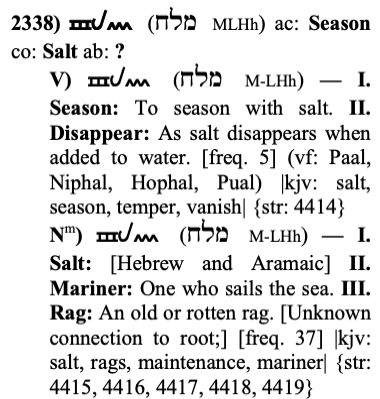 2338) (מלח MLHh) ac: Season
co: Salt ab: ?
V) (מלח M-LHh) — I.
Season: To season with salt. II.
Disappear: As salt disappears when
added to water. [freq. 5] (vf: Paal,
Niphal, Hophal, Pual) |kjv: salt,
season, temper, vanish| {str: 4414}
Nᵐ) (מלח M-LHh) — I.
Salt: [Hebrew and Aramaic] II.
Mariner: One who sails the sea. III.
Rag: An old or rotten rag. [Unknown
connection to root;] [freq. 37] |kjv:
salt, rags, maintenance, mariner| {str:
4415, 4416, 4417, 4418, 4419}